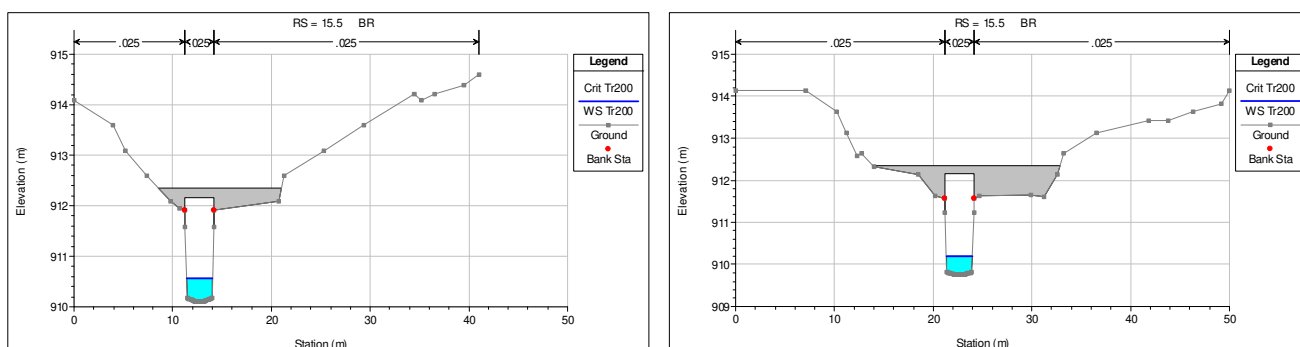 RS = 15.5 BR
.025
.025
.025
Elevation (m)
915
914
913
912
911
910
0
10
20
30
40
50
Station (m)
Legend
Crit Tr200
WS Tr200
Ground
Bank Sta
RS = 15.5 BR
.025
.025
.025
Elevation (m)
915
914
913
912
911
910
909
0
10
20
30
40
50
Station (m)
Legend
Crit Tr200
WS Tr200
Ground
Bank Sta